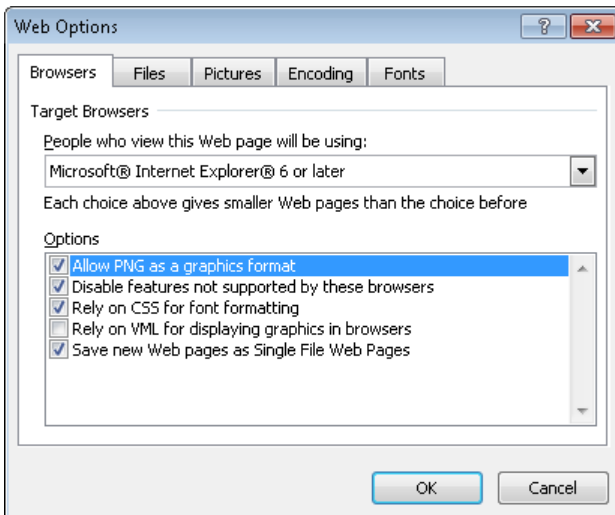 Web Options
Browsers Files Pictures Encoding Fonts
Target Browsers
People who view this Web page will be using:
Microsoft® Internet Explorer® 6 or later
Each choice above gives smaller Web pages than the choice before
Options
Allow PNG as a graphics format
Disable features not supported by these browsers
Rely on CSS for font formatting
Rely on VML for displaying graphics in browsers
Save new Web pages as Single File Web Pages
OK Cancel